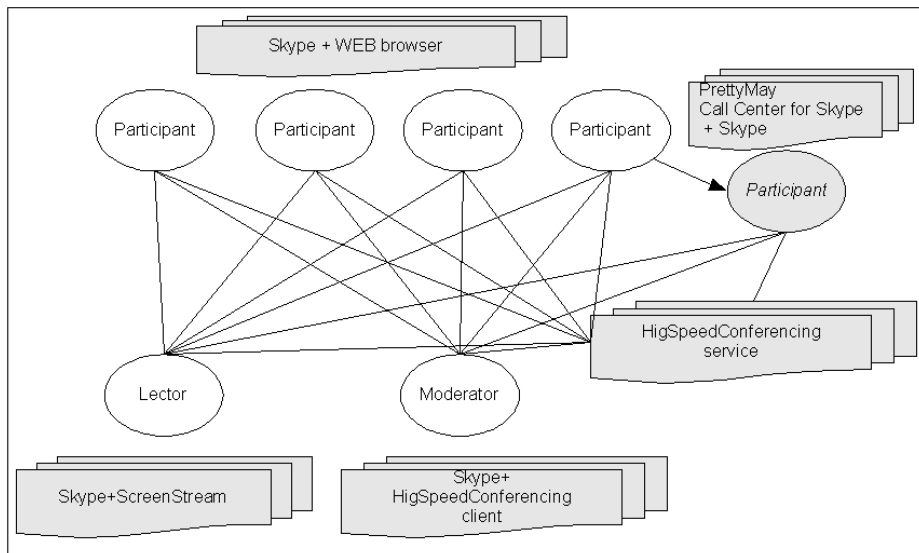 Skype + WEB browser
PrettyMay
Call Center for Skype
+ Skype
Participant
Participant
Participant
Participant
Participant
HigSpeedConferencing
service
Lector
Moderator
Skype+ScreenStream
Skype+
HigSpeedConferencing
client